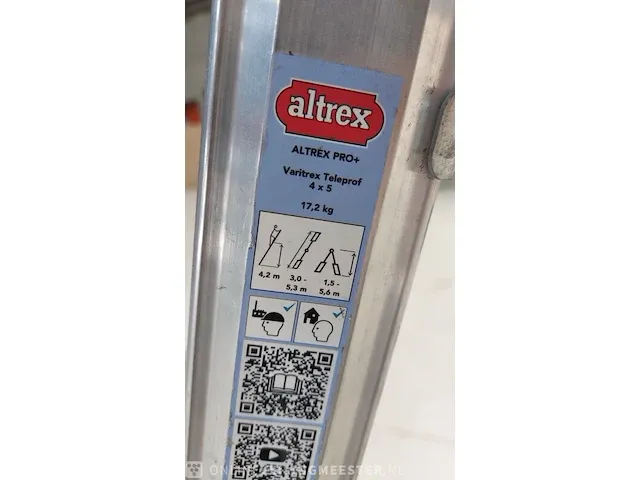 altrex
ALTREX PRO+
Varitrex Teleprof
4 x 5
17,2 kg
4,2 m
3,0 -
5,3 m
1,5 -
5,6 m